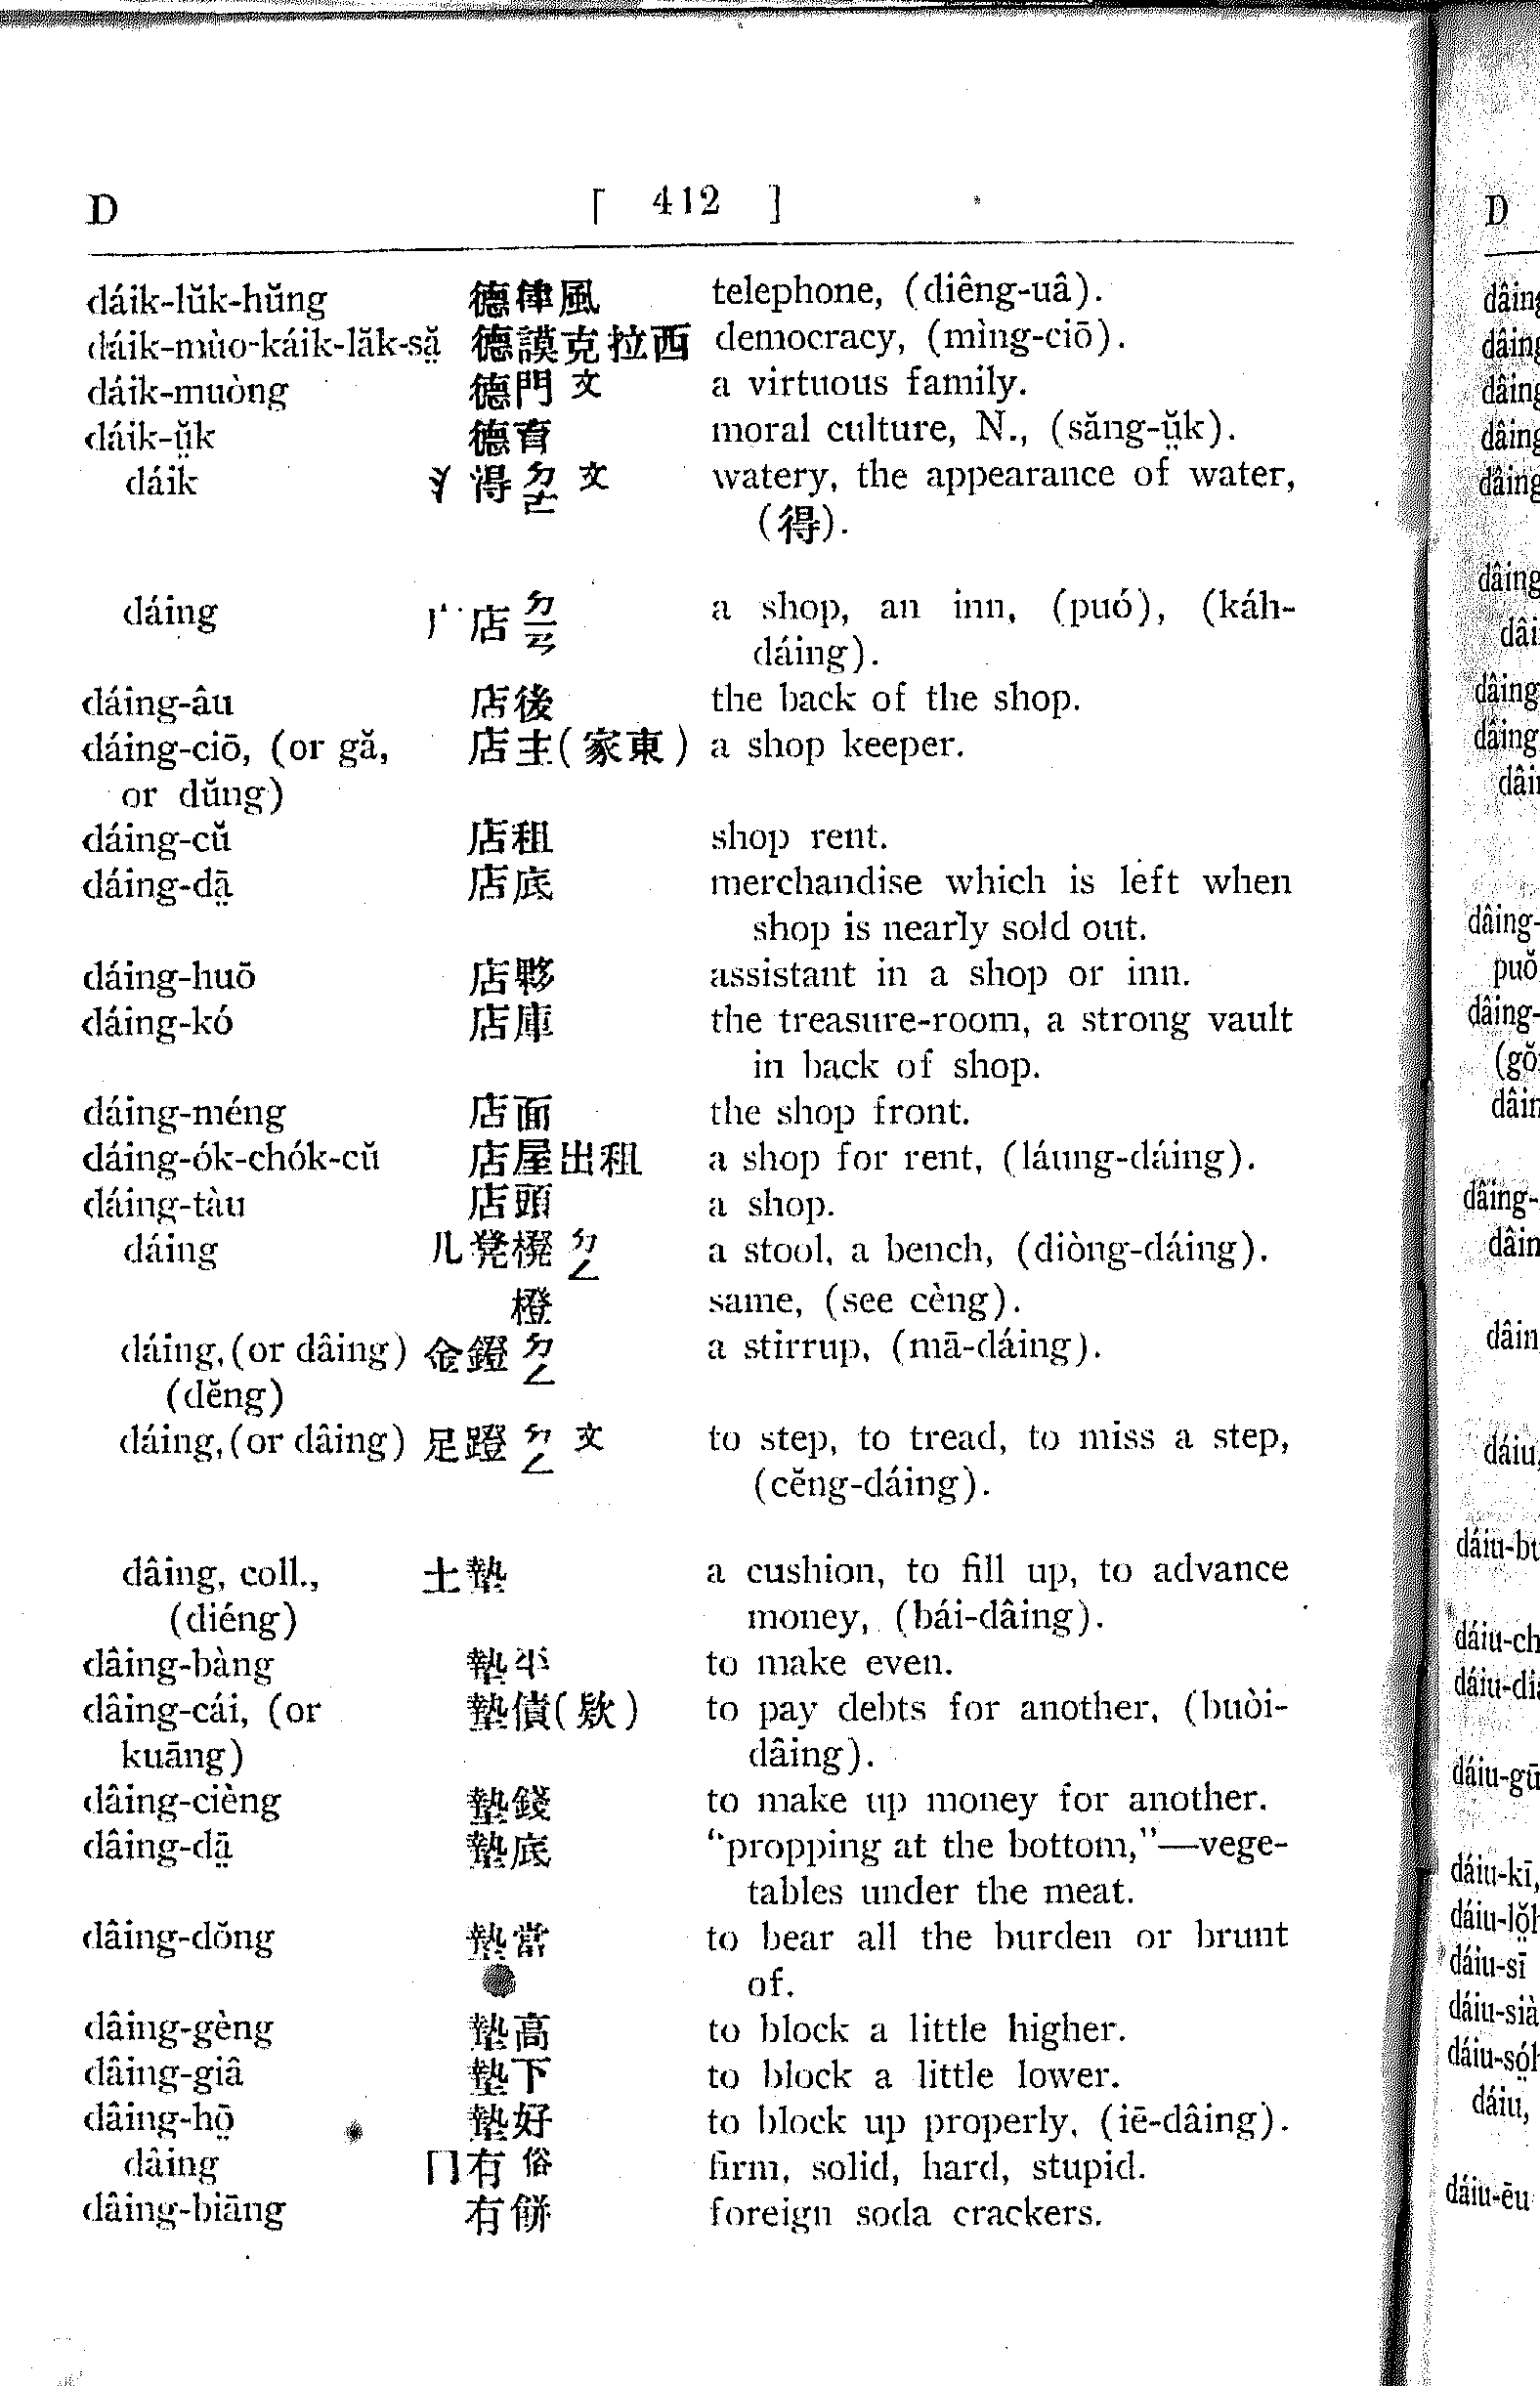 D [ 412 ]
dáik-lŭk-hŭng 德律風 telephone, (diêng-uâ).
dáik-mùo-káik-lăk-să̤ 德謨克拉西 democracy, (mìng-ciō).
dáik-muòng 德門 文 a virtuous family.
dáik-ṳ̆k 德育 moral culture, N., (săng-ṳ̆k).
dáik 氵淂 ㄉㄜ 文 watery, the appearance of water,
(得).
dáing 店 ㄉㄧㄢ a shop, an inn, (puó), (káh-
dáing).
dáing-âu 店後 the back of the shop.
dáing-ciō, (or gă, 店主(家東) a shop keeper.
or dŭng)
dáing-cŭ 店租 shop rent.
dáing-dā̤ 店底 merchandise which is left when
shop is nearly sold out.
dáing-huō 店夥 assistant in a shop or inn.
dáing-kó 店庫 the treasure-room, a strong vault
in back of shop.
dáing-méng 店面 the shop front.
dáing-ók-chók-cŭ 店屋出租 a shop for rent, (láung-dáing).
dáing-tàu 店頭 a shop.
dáing 儿凳櫈 ㄉㄥ a stool, a bench, (diòng-dáing).
橙 same, (see cèng).
dáing, (or dâing) 金鐙 ㄉㄥ a stirrup, (mā-dáing).
(dĕng)
dáing, (or dâing) 足蹬 ㄉㄥ 文 to step, to tread, to miss a step,
(cĕng-dáing).
dâing, coll., 土墊 a cushion, to fill up, to advance
(diéng) money, (bái-dâing).
dâing-bàng 墊平 to make even.
dâing-cái, (or 墊債(欵) to pay debts for another, (buòi-
kuāng) dâing).
dâing-cièng 墊錢 to make up money for another.
dâing-dā̤ 墊底 “propping at the bottom,”—vege-
tables under the meat.
dâing-dŏng 墊當 to bear all the burden or brunt
of.
dâing-gèng 墊高 to block a little higher.
dâing-giâ 墊下 to block a little lower.
dâing-hō̤ 墊好 to block up properly, (iē-dâing).
dâing 冂冇 俗 firm, solid, hard, stupid.
dâing-biāng 冇餅 foreign soda crackers.